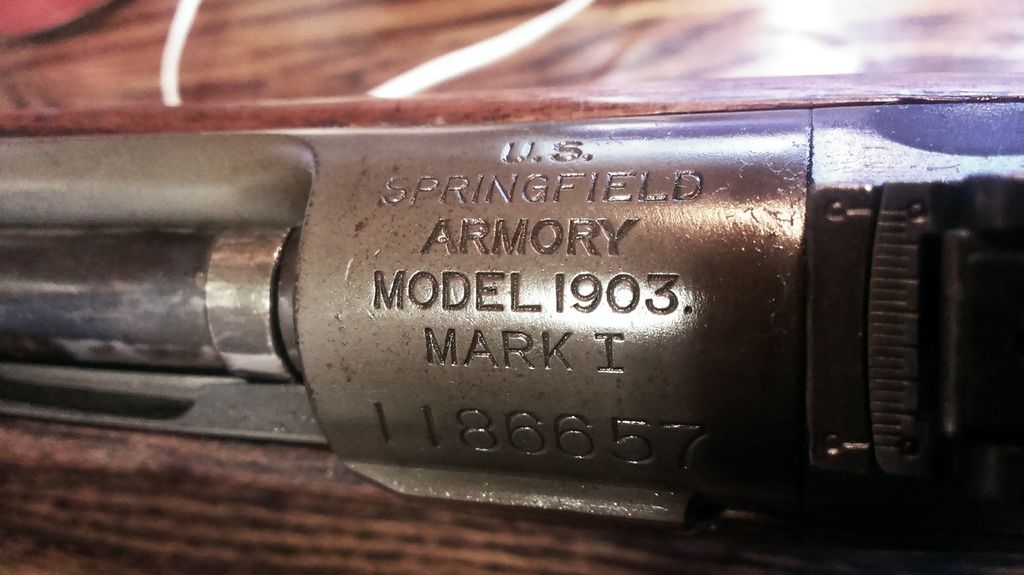 U.S.
SPRINGFIELD
ARMORY
MODEL 1903.
MARK I
1186657